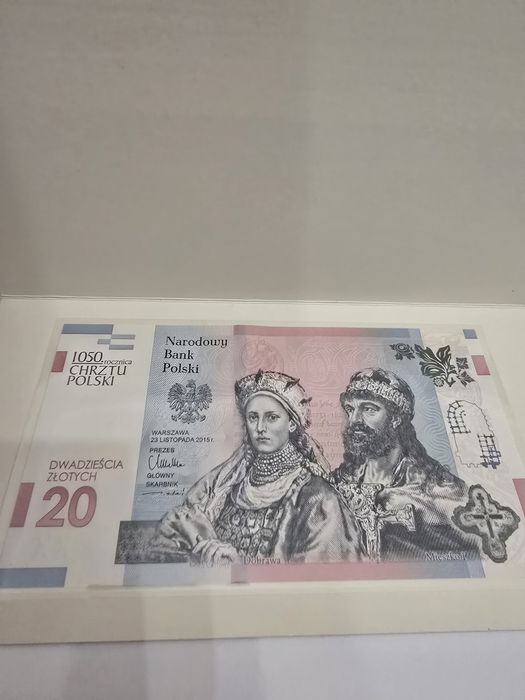 1050. rocznica
CHRZTU
POLSKI
Narodowy
Bank
Polski
WARSZAWA
23 LISTOPADA 2015 r.
PREZES
GŁÓWNY
SKARBNIK
DWADZIEŚCIA
ZŁOTYCH
20
Dobrawa
Mieszko I